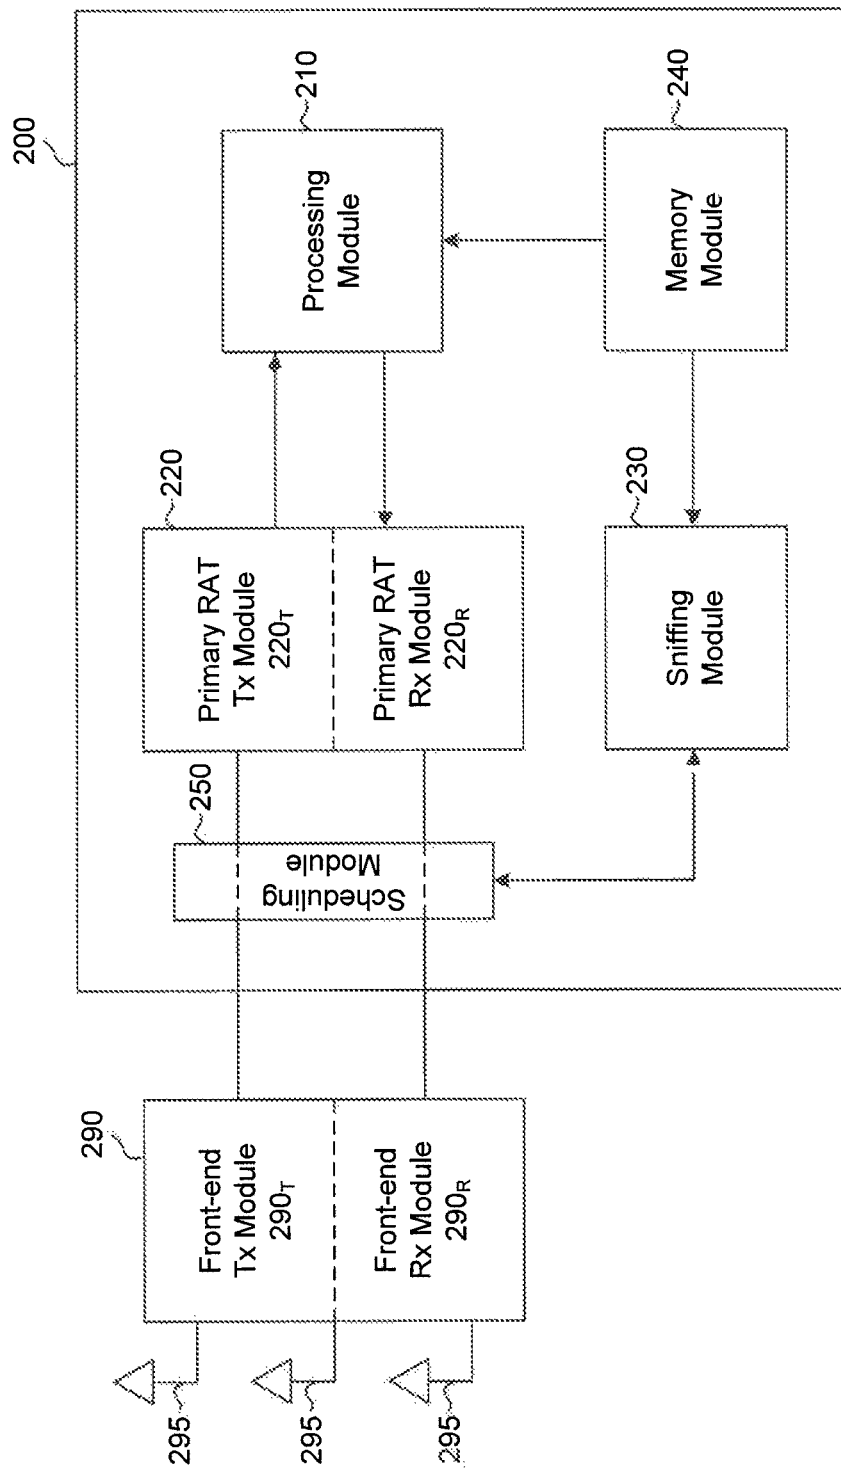 200
290
Front-end
Tx Module
290T
Front-end
Rx Module
290R
295
295
295
250
Scheduling
Module
220
Primary RAT
Tx Module
220T
Primary RAT
Rx Module
220R
210
Processing
Module
230
Sniffing
Module
240
Memory
Module